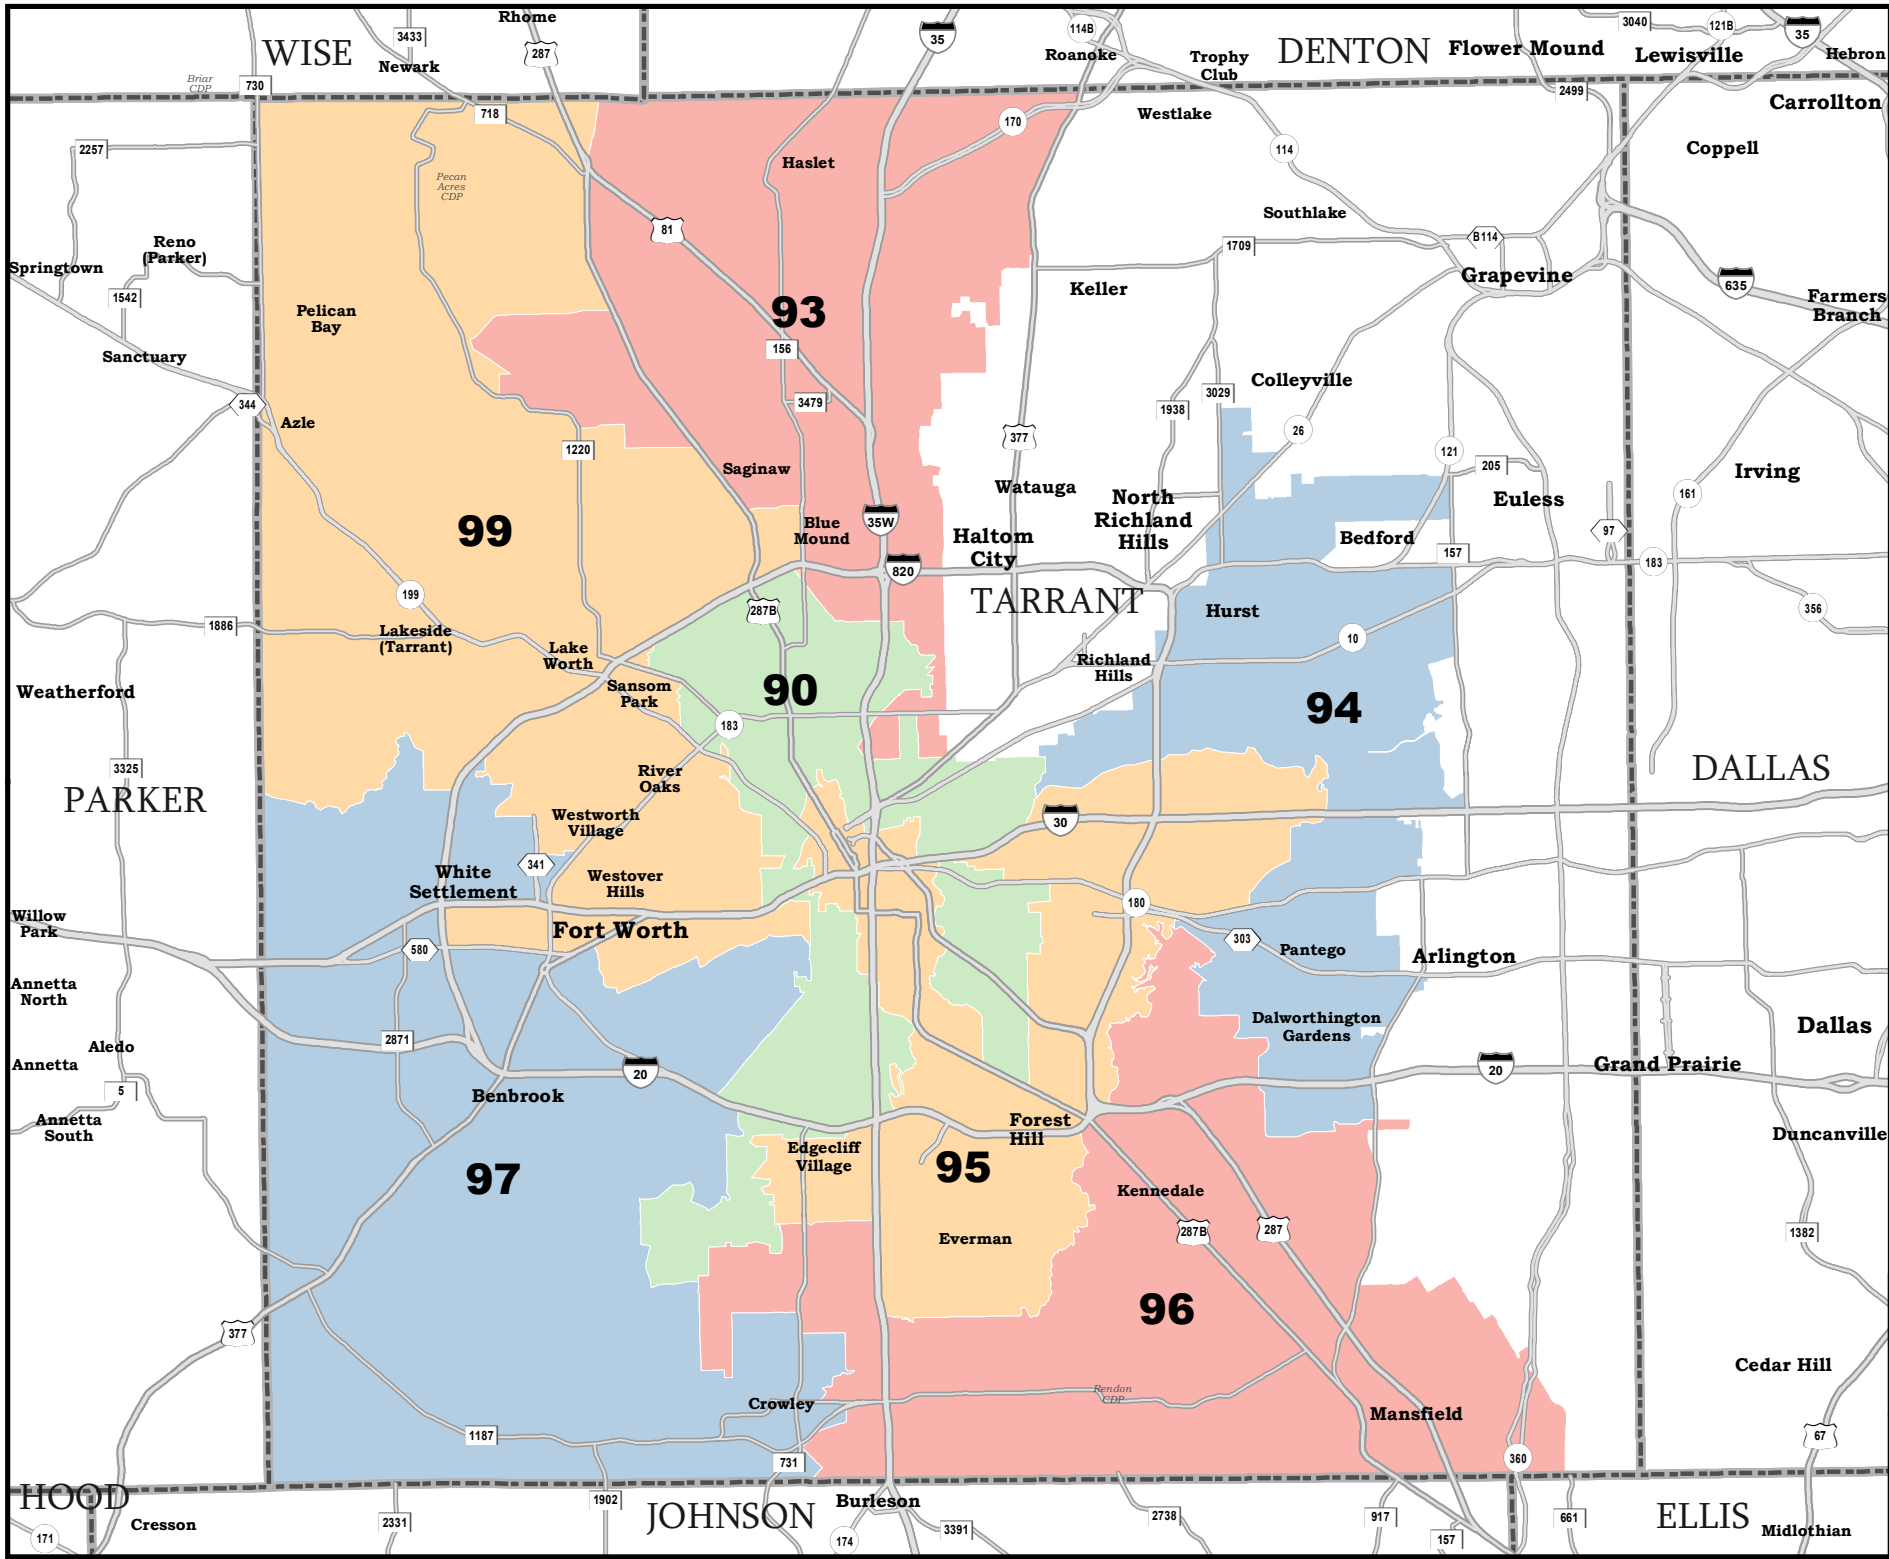 Rhome
WISE
3433
Newark
287
35
114B
Roanoke
Trophy
Club
DENTON
Flower Mound
3040
121B
Lewisville
35
Hebron
Briar
CDP
730
718
2499
Carrollton
170
Westlake
114
Coppell
2257
Haslet
Pecan
Acres
CDP
Southlake
81
1709
B114
Reno
(Parker)
Springtown
Grapevine
635
1542
Keller
Farmers
Branch
Pelican
Bay
93
156
Sanctuary
Colleyville
3029
344
3479
1938
Azle
377
26
121
1220
205
Saginaw
Irving
Watauga
North
Richland
Hills
161
Euless
99
Blue
Mound
35W
Haltom
City
Bedford
97
157
183
820
199
287B
TARRANT
Hurst
356
1886
Lakeside
(Tarrant)
10
Lake
Worth
Richland
Hills
Weatherford
Sansom
Park
90
94
183
3325
River
Oaks
DALLAS
PARKER
Westworth
Village
30
341
White
Settlement
Westover
Hills
180
Willow
Park
Fort Worth
580
303
Pantego
Arlington
Annetta
North
Dalworthington
Gardens
Dallas
2871
Aledo
Annetta
20
20
Grand Prairie
5
Benbrook
Annetta
South
Forest
Hill
Duncanville
Edgecliff
Village
97
95
Kennedale
287B
287
1382
Everman
96
377
Cedar Hill
Rendon
CDP
Crowley
Mansfield
1187
67
731
360
HOOD
1902
JOHNSON
Burleson
171
Cresson
2331
174
3391
2738
917
157
661
ELLIS
Midlothian